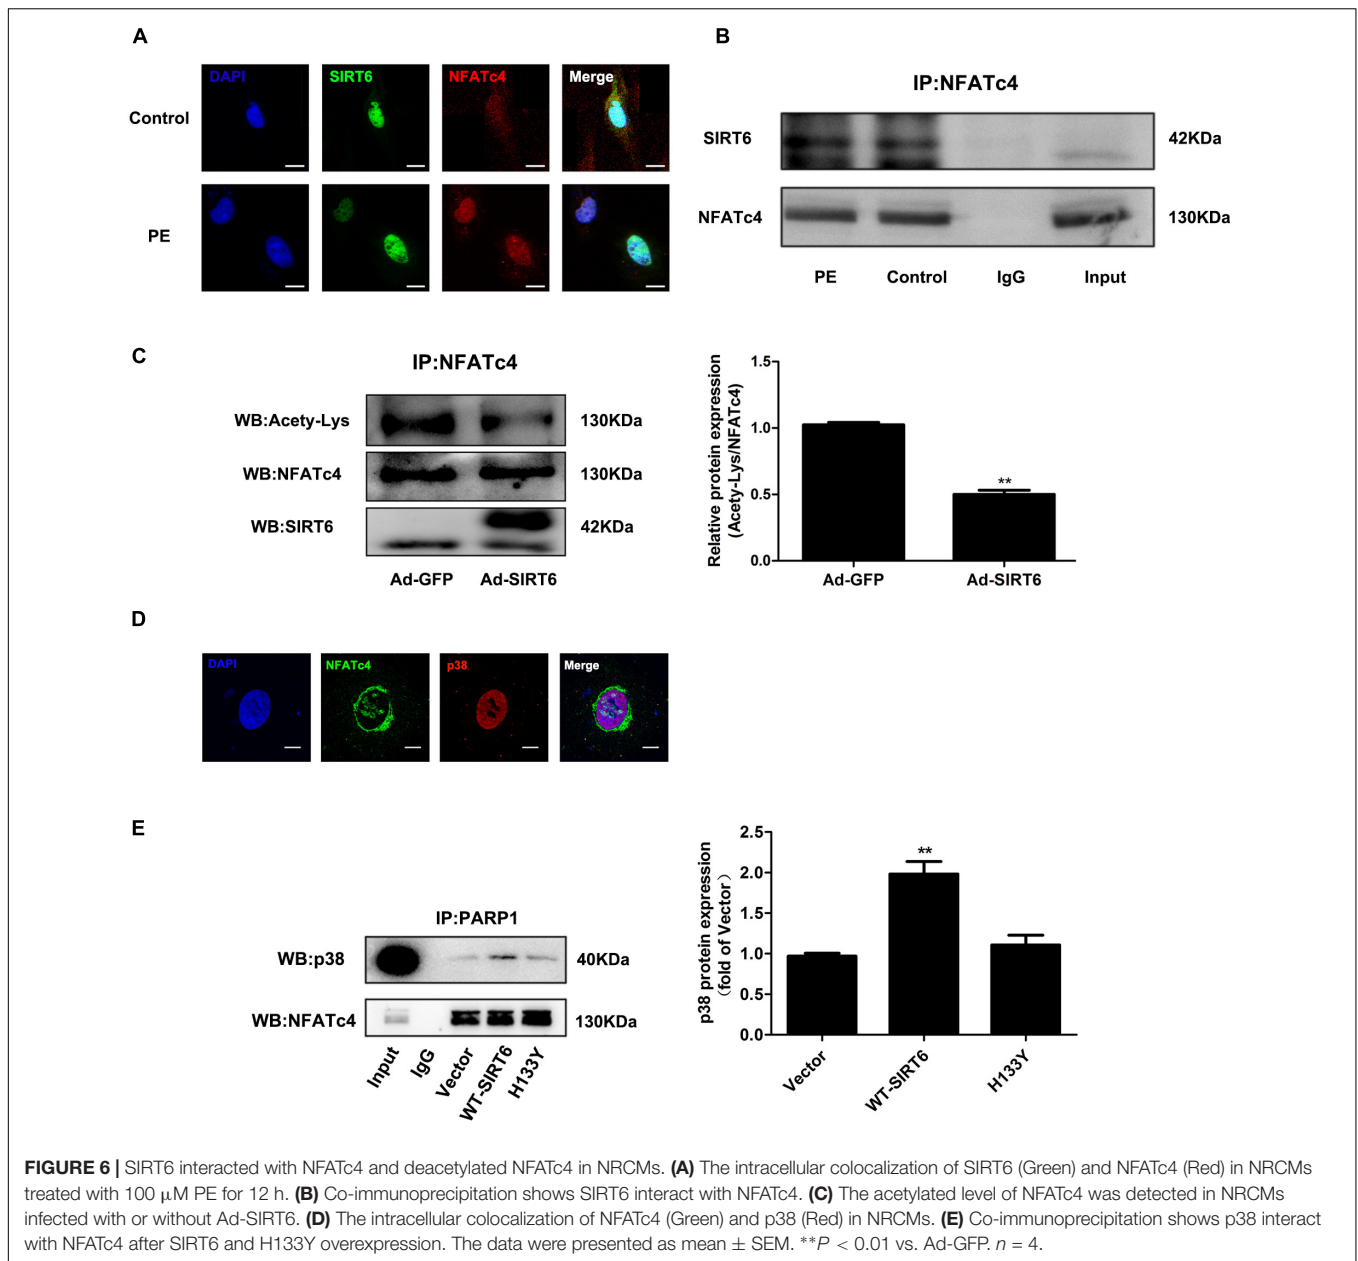 A
DAPI SIRT6 NFATc4 Merge
Control
PE
B
IP:NFATc4
SIRT6 42KDa
NFATc4 130KDa
PE Control IgG Input
C
IP:NFATc4
WB:Acety-Lys 130KDa
WB:NFATc4 130KDa
WB:SIRT6 42KDa
Ad-GFP Ad-SIRT6
Relative protein expression
(Acety-Lys/NFATc4)
1.5
1.0
0.5
0.0
**
Ad-GFP Ad-SIRT6
D
DAPI NFATc4 p38 Merge
E
IP:PARP1
WB:p38 40KDa
WB:NFATc4 130KDa
Input IgG Vector WT-SIRT6 H133Y
p38 protein expression
(fold of Vector)
2.5
2.0
1.5
1.0
0.5
0.0
**
Vector WT-SIRT6 H133Y
FIGURE 6 | SIRT6 interacted with NFATc4 and deacetylated NFATc4 in NRCMs. (A) The intracellular colocalization of SIRT6 (Green) and NFATc4 (Red) in NRCMs
treated with 100 μM PE for 12 h. (B) Co-immunoprecipitation shows SIRT6 interact with NFATc4. (C) The acetylated level of NFATc4 was detected in NRCMs
infected with or without Ad-SIRT6. (D) The intracellular colocalization of NFATc4 (Green) and p38 (Red) in NRCMs. (E) Co-immunoprecipitation shows p38 interact
with NFATc4 after SIRT6 and H133Y overexpression. The data were presented as mean ± SEM. **P < 0.01 vs. Ad-GFP. n = 4.